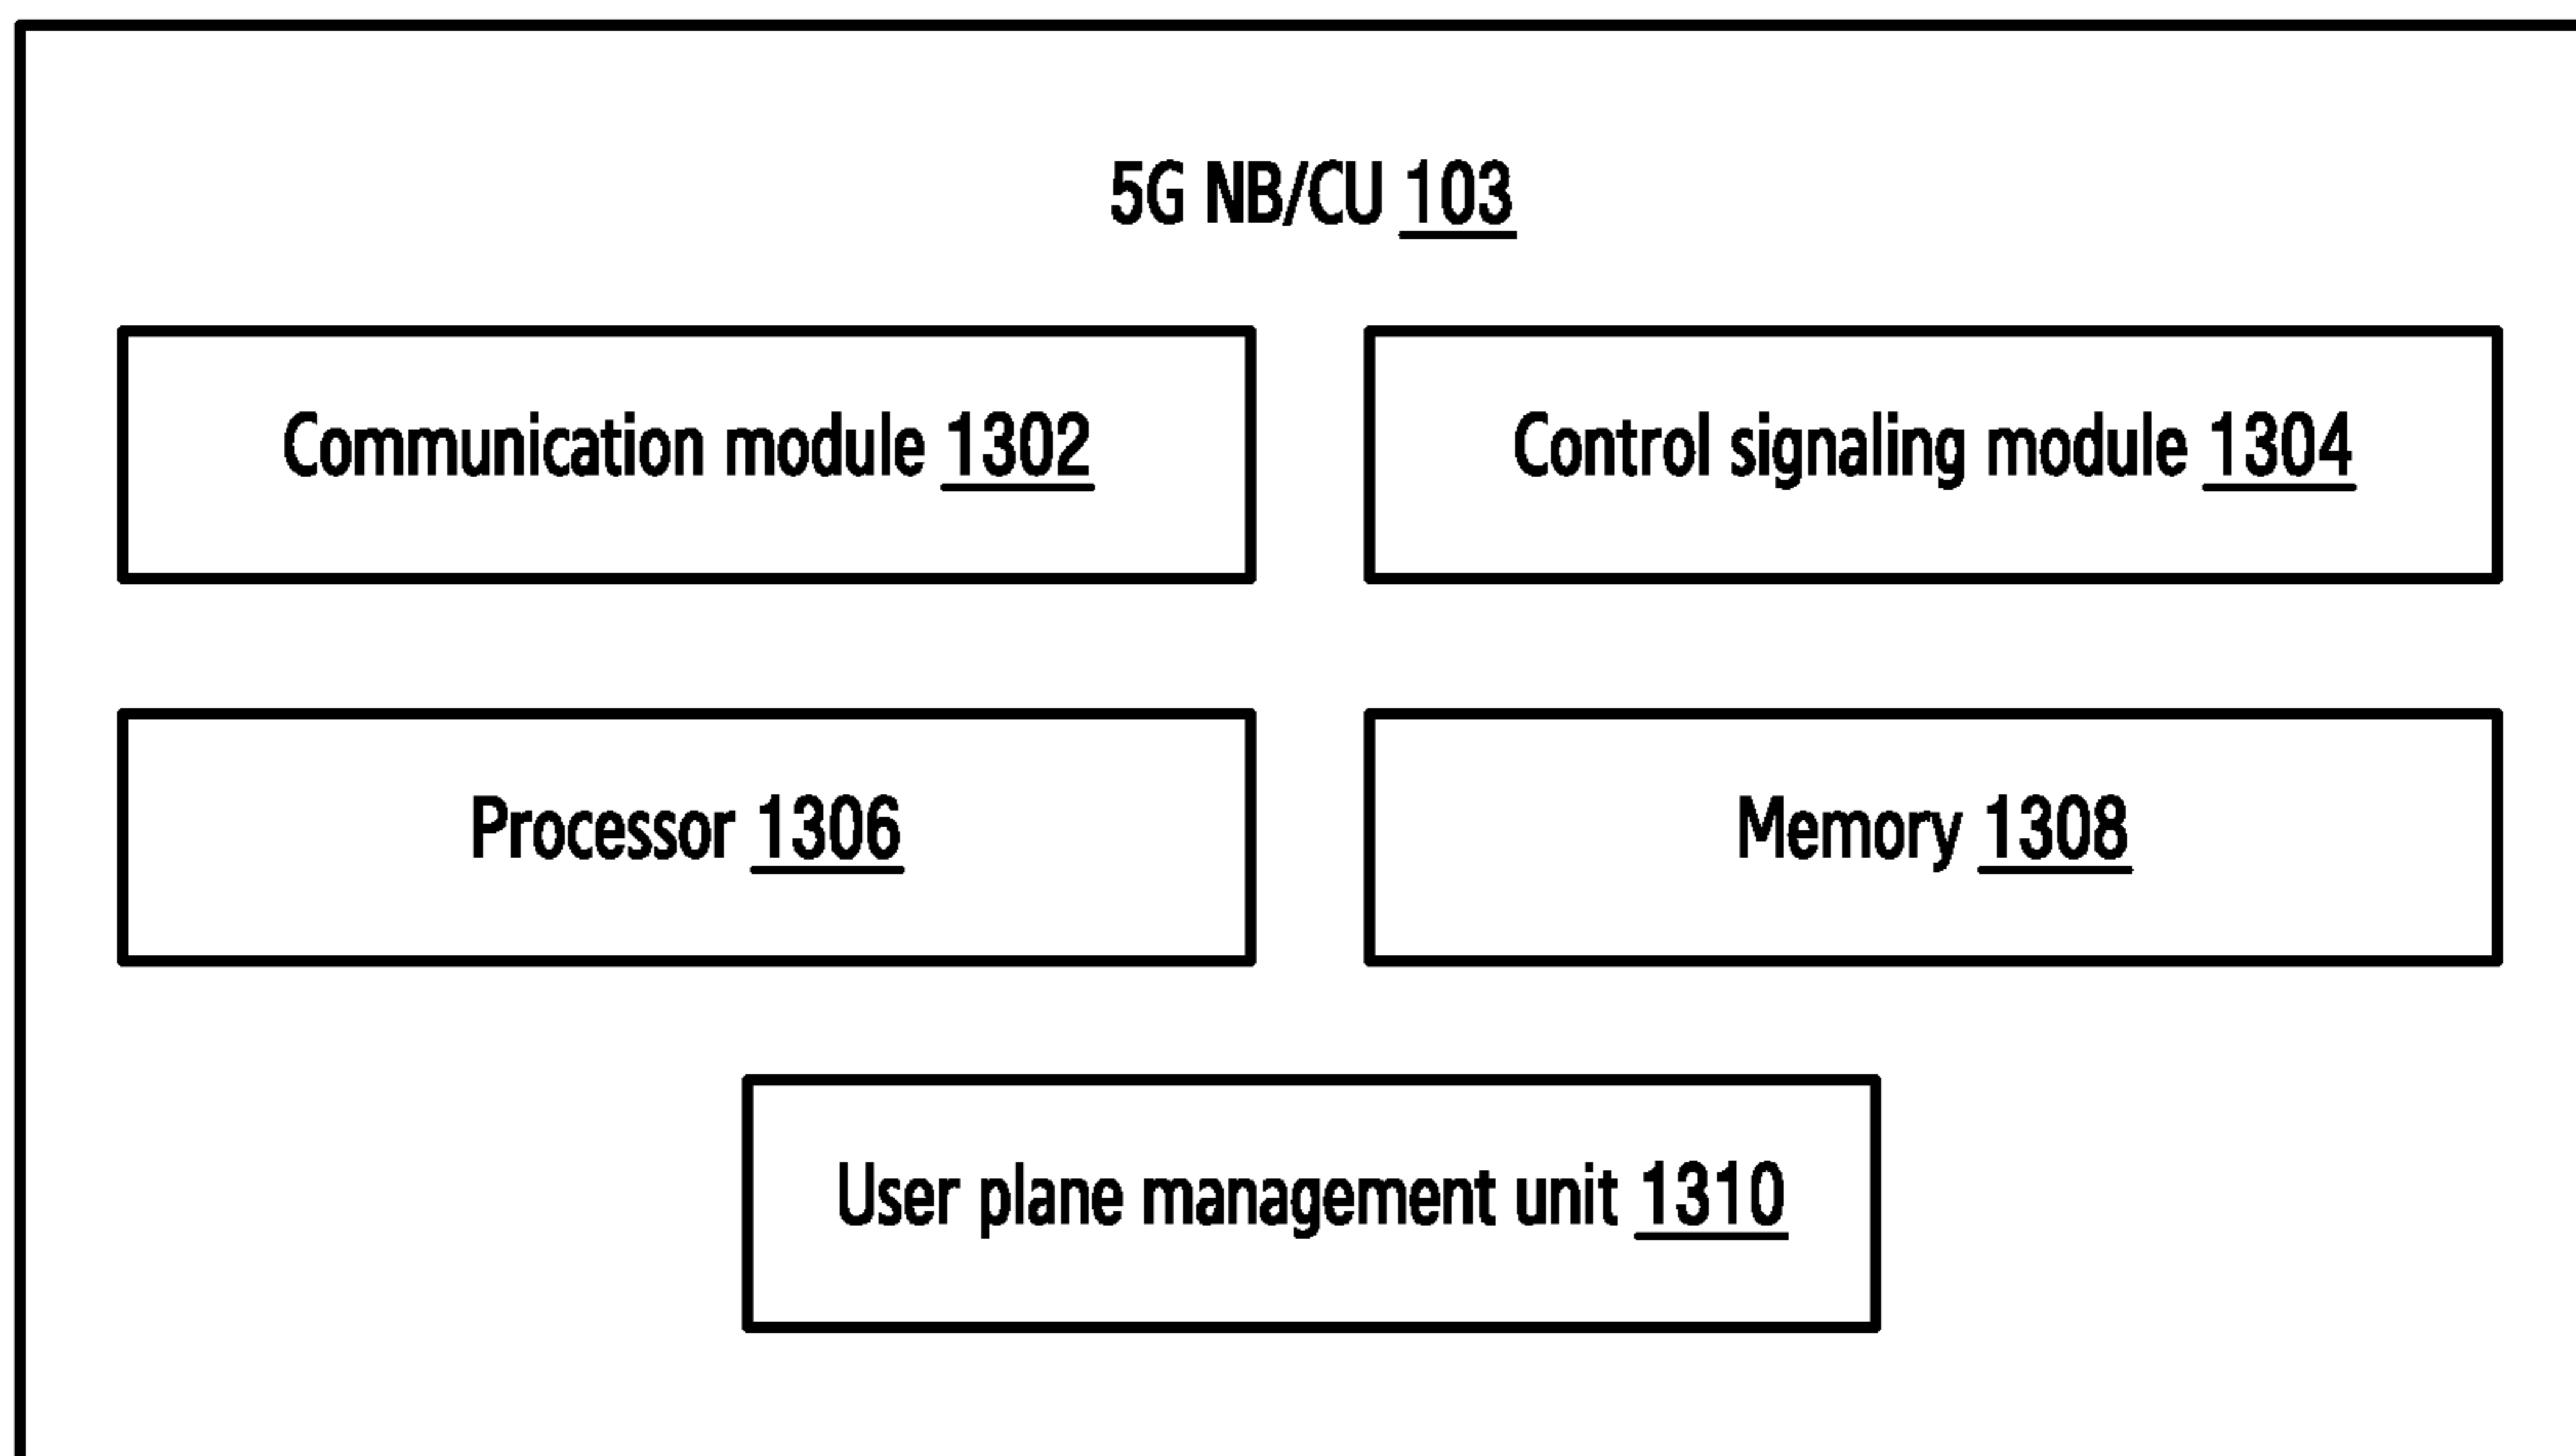 5G NB/CU 103
Communication module 1302
Control signaling module 1304
Processor 1306
Memory 1308
User plane management unit 1310